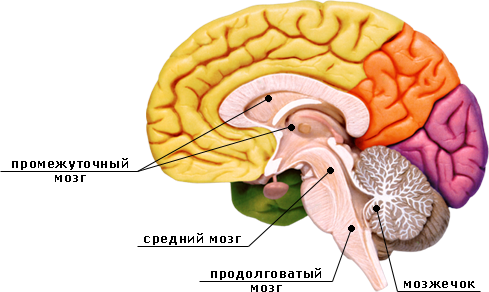 промежуточный
мозг
средний мозг
продолговатый
мозг
мозжечок